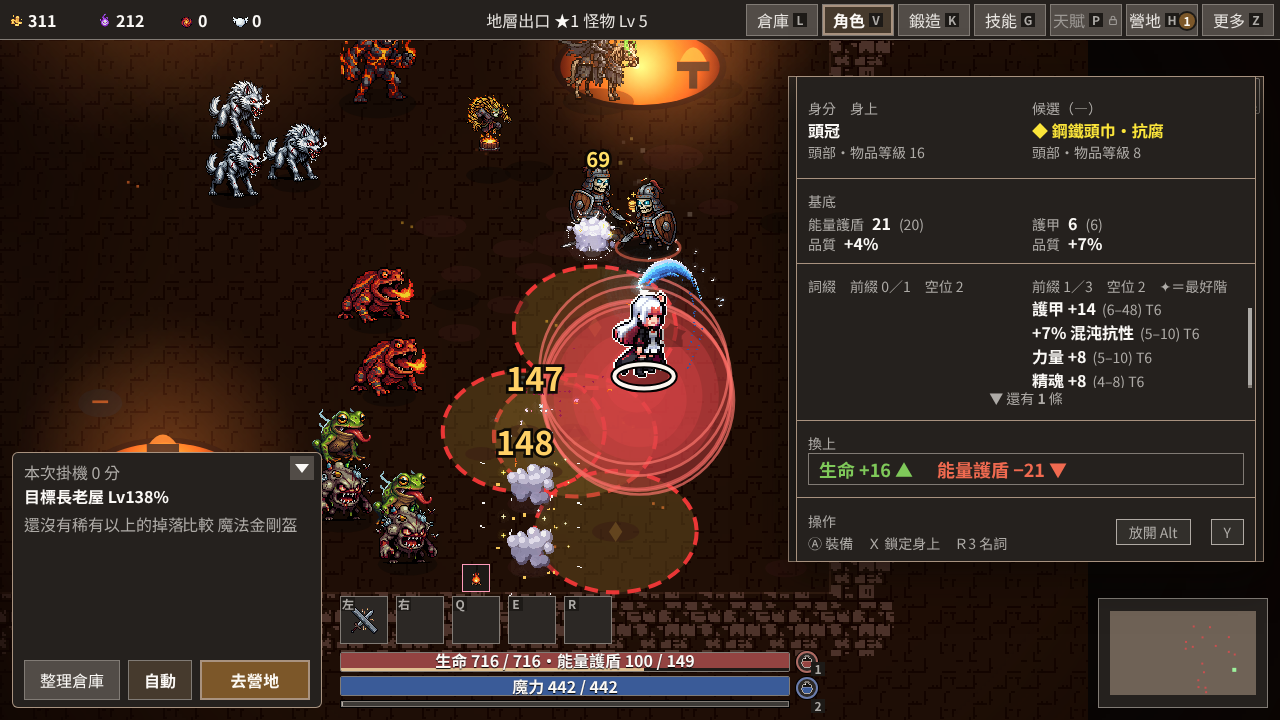 311 212 0 0
地層出口 ★1 怪物 Lv 5
倉庫 L 角色 V 鍛造 K 技能 G 天賦 P 營地 H 1 更多 Z
69
147
148
身分 身上
頭冠
頭部・物品等級 16
候選（—）
◆ 鋼鐵頭巾・抗腐
頭部・物品等級 8
基底
能量護盾 21 (20)
品質 +4%
護甲 6 (6)
品質 +7%
詞綴 前綴 0／1 空位 2
前綴 1／3 空位 2 ✦＝最好階
護甲 +14 (6–48) T6
+7% 混沌抗性 (5–10) T6
力量 +8 (5–10) T6
精魂 +8 (4–8) T6
▼還有 1 條
換上
生命 +16 ▲ 能量護盾 −21 ▼
操作
Ⓐ 裝備 X 鎖定身上 R3 名詞
放開 Alt
Y
本次掛機 0 分
▼
目標長老屋 Lv138%
還沒有稀有以上的掉落比較 魔法金剛盔
整理倉庫 自動 去營地
左 右 Q E R
生命 716 / 716・能量護盾 100 / 149
1
魔力 442 / 442
2